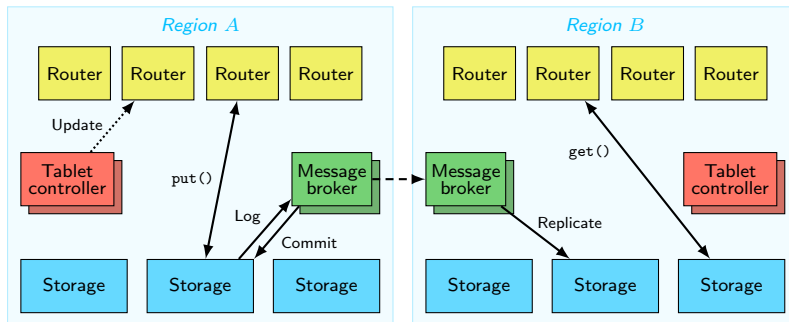 Region A
Router
Router
Router
Router
Update
Tablet
controller
put()
Message
broker
Log
Commit
Storage
Storage
Storage
Region B
Router
Router
Router
Router
get()
Message
broker
Tablet
controller
Replicate
Storage
Storage
Storage